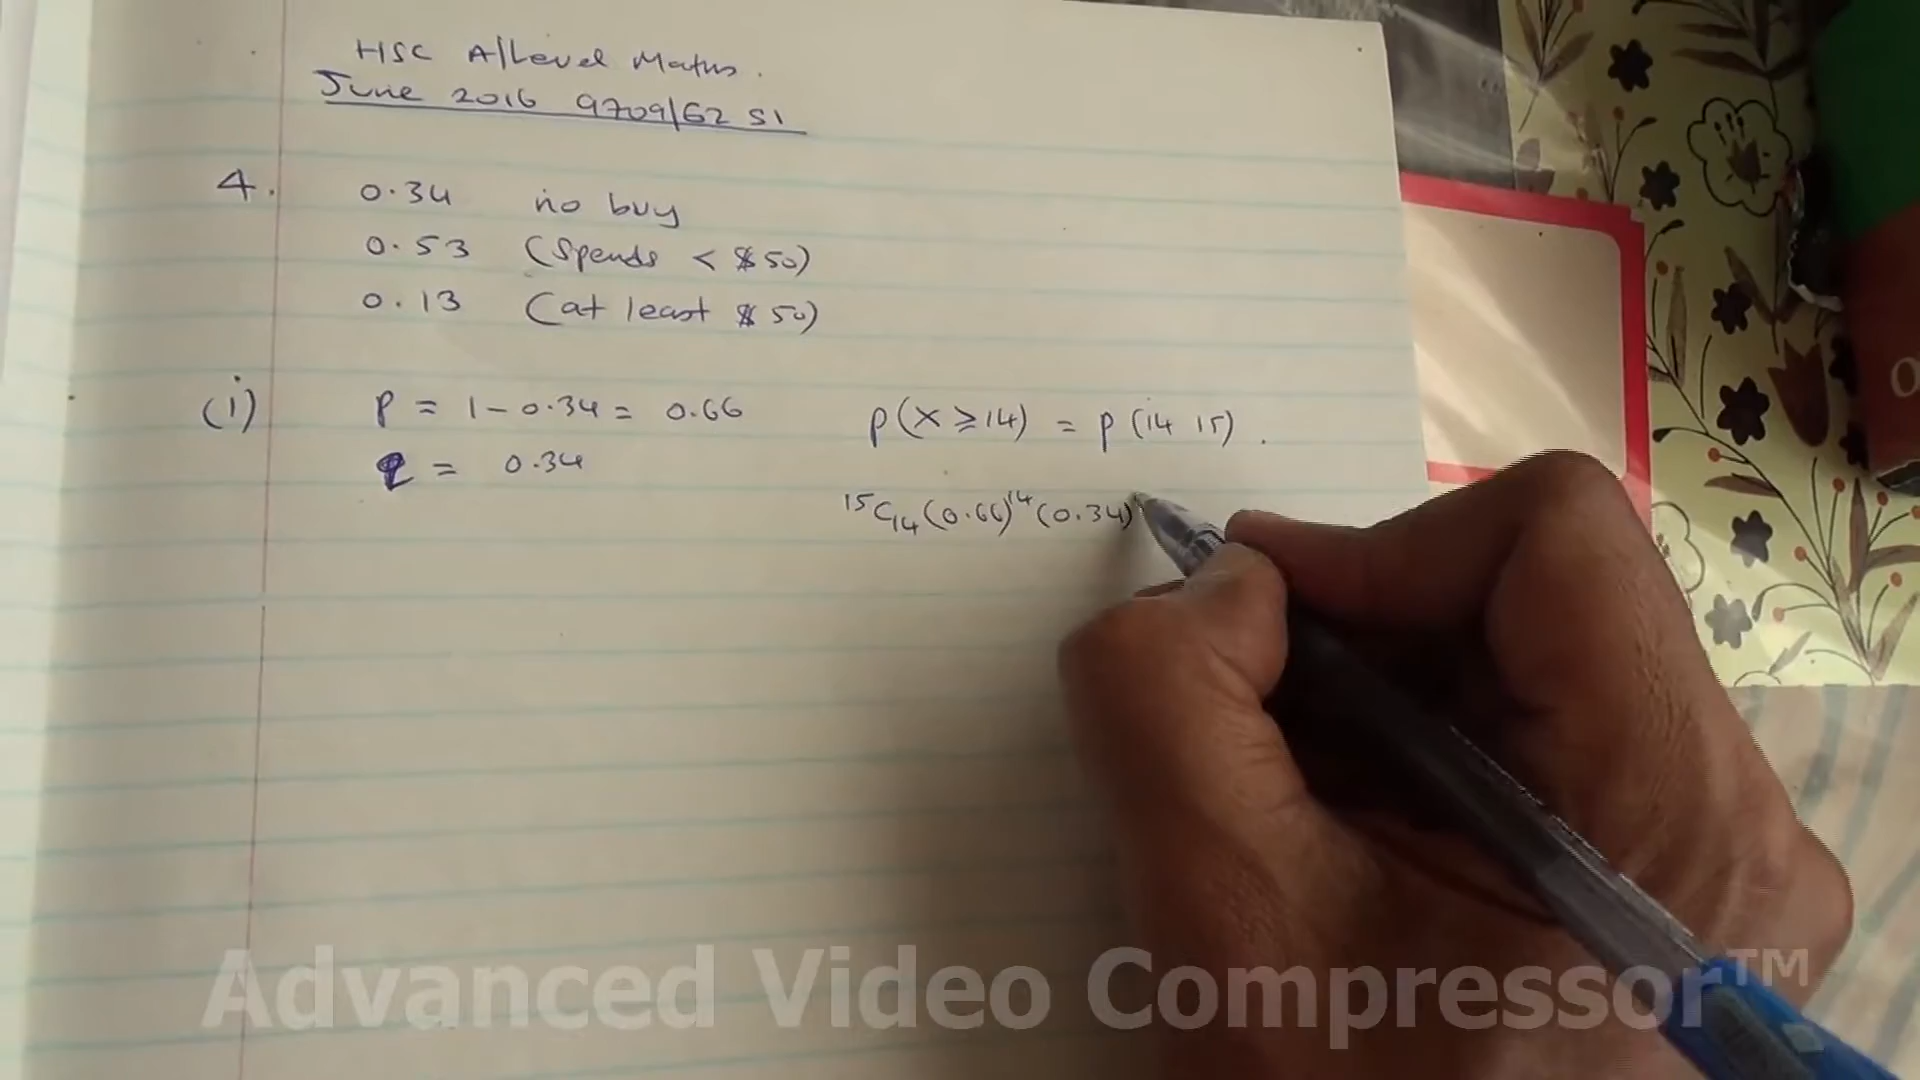 HSC A/Level Maths.
June 2016 9709/62 S1
4. 0.34 no buy
0.53 (Spends < $50)
0.13 (at least $50)
(i) p = 1 - 0.34 = 0.66
q = 0.34
p(X ≥ 14) = p(14 15).
¹⁵C₁₄(0.66)¹⁴(0.34)
Advanced Video Compressor™